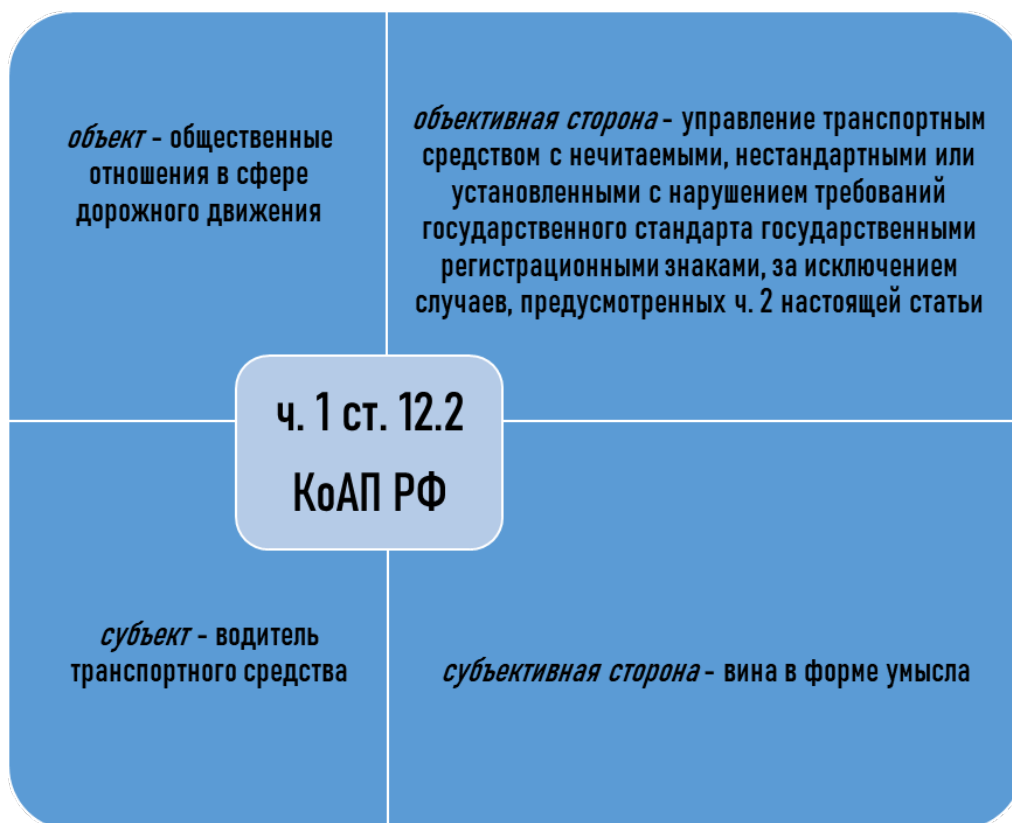 объект - общественные
отношения в сфере
дорожного движения
объективная сторона - управление транспортным
средством с нечитаемыми, нестандартными или
установленными с нарушением требований
государственного стандарта государственными
регистрационными знаками, за исключением
случаев, предусмотренных ч. 2 настоящей статьи
ч. 1 ст. 12.2
КоАП РФ
субъект - водитель
транспортного средства
субъективная сторона - вина в форме умысла